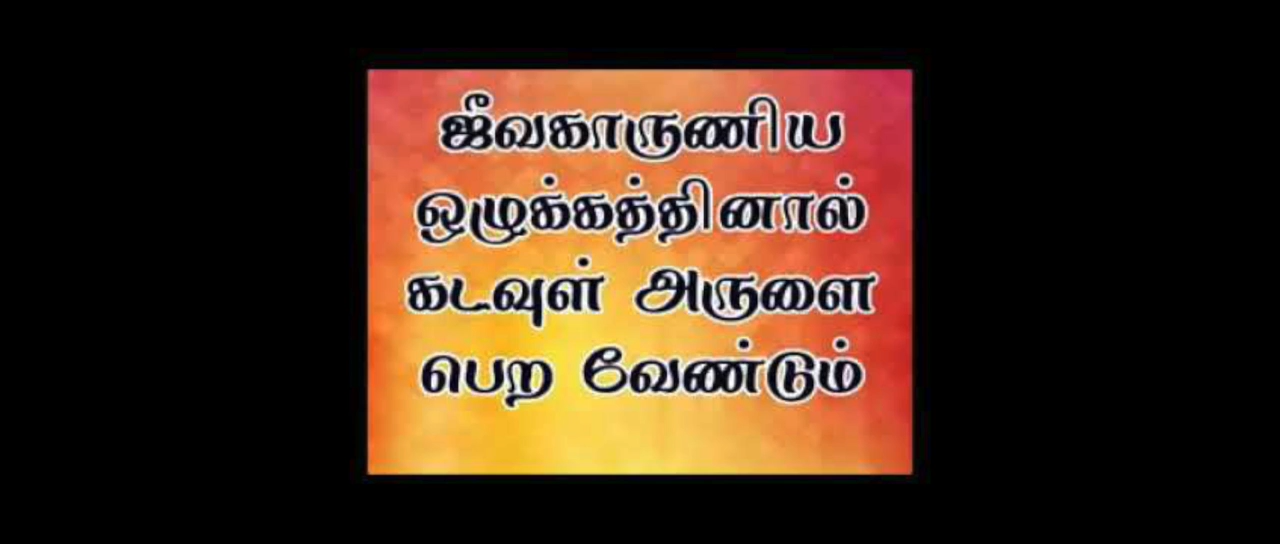 ஜீவகாருணிய
ஒழுக்கத்தினால்
கடவுள் அருளை
பெற வேண்டும்